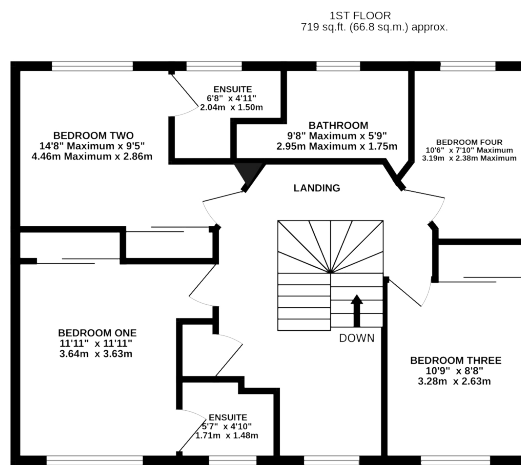 1ST FLOOR
719 sq.ft. (66.8 sq.m.) approx.
ENSUITE
6'8" x 4'11"
2.04m x 1.50m
BATHROOM
9'8" Maximum x 5'9"
2.95m Maximum x 1.75m
BEDROOM TWO
14'8" Maximum x 9'5"
4.46m Maximum x 2.86m
BEDROOM FOUR
10'6" x 7'10" Maximum
3.19m x 2.38m Maximum
LANDING
DOWN
BEDROOM ONE
11'11" x 11'11"
3.64m x 3.63m
BEDROOM THREE
10'9" x 8'8"
3.28m x 2.63m
ENSUITE
5'7" x 4'10"
1.71m x 1.48m